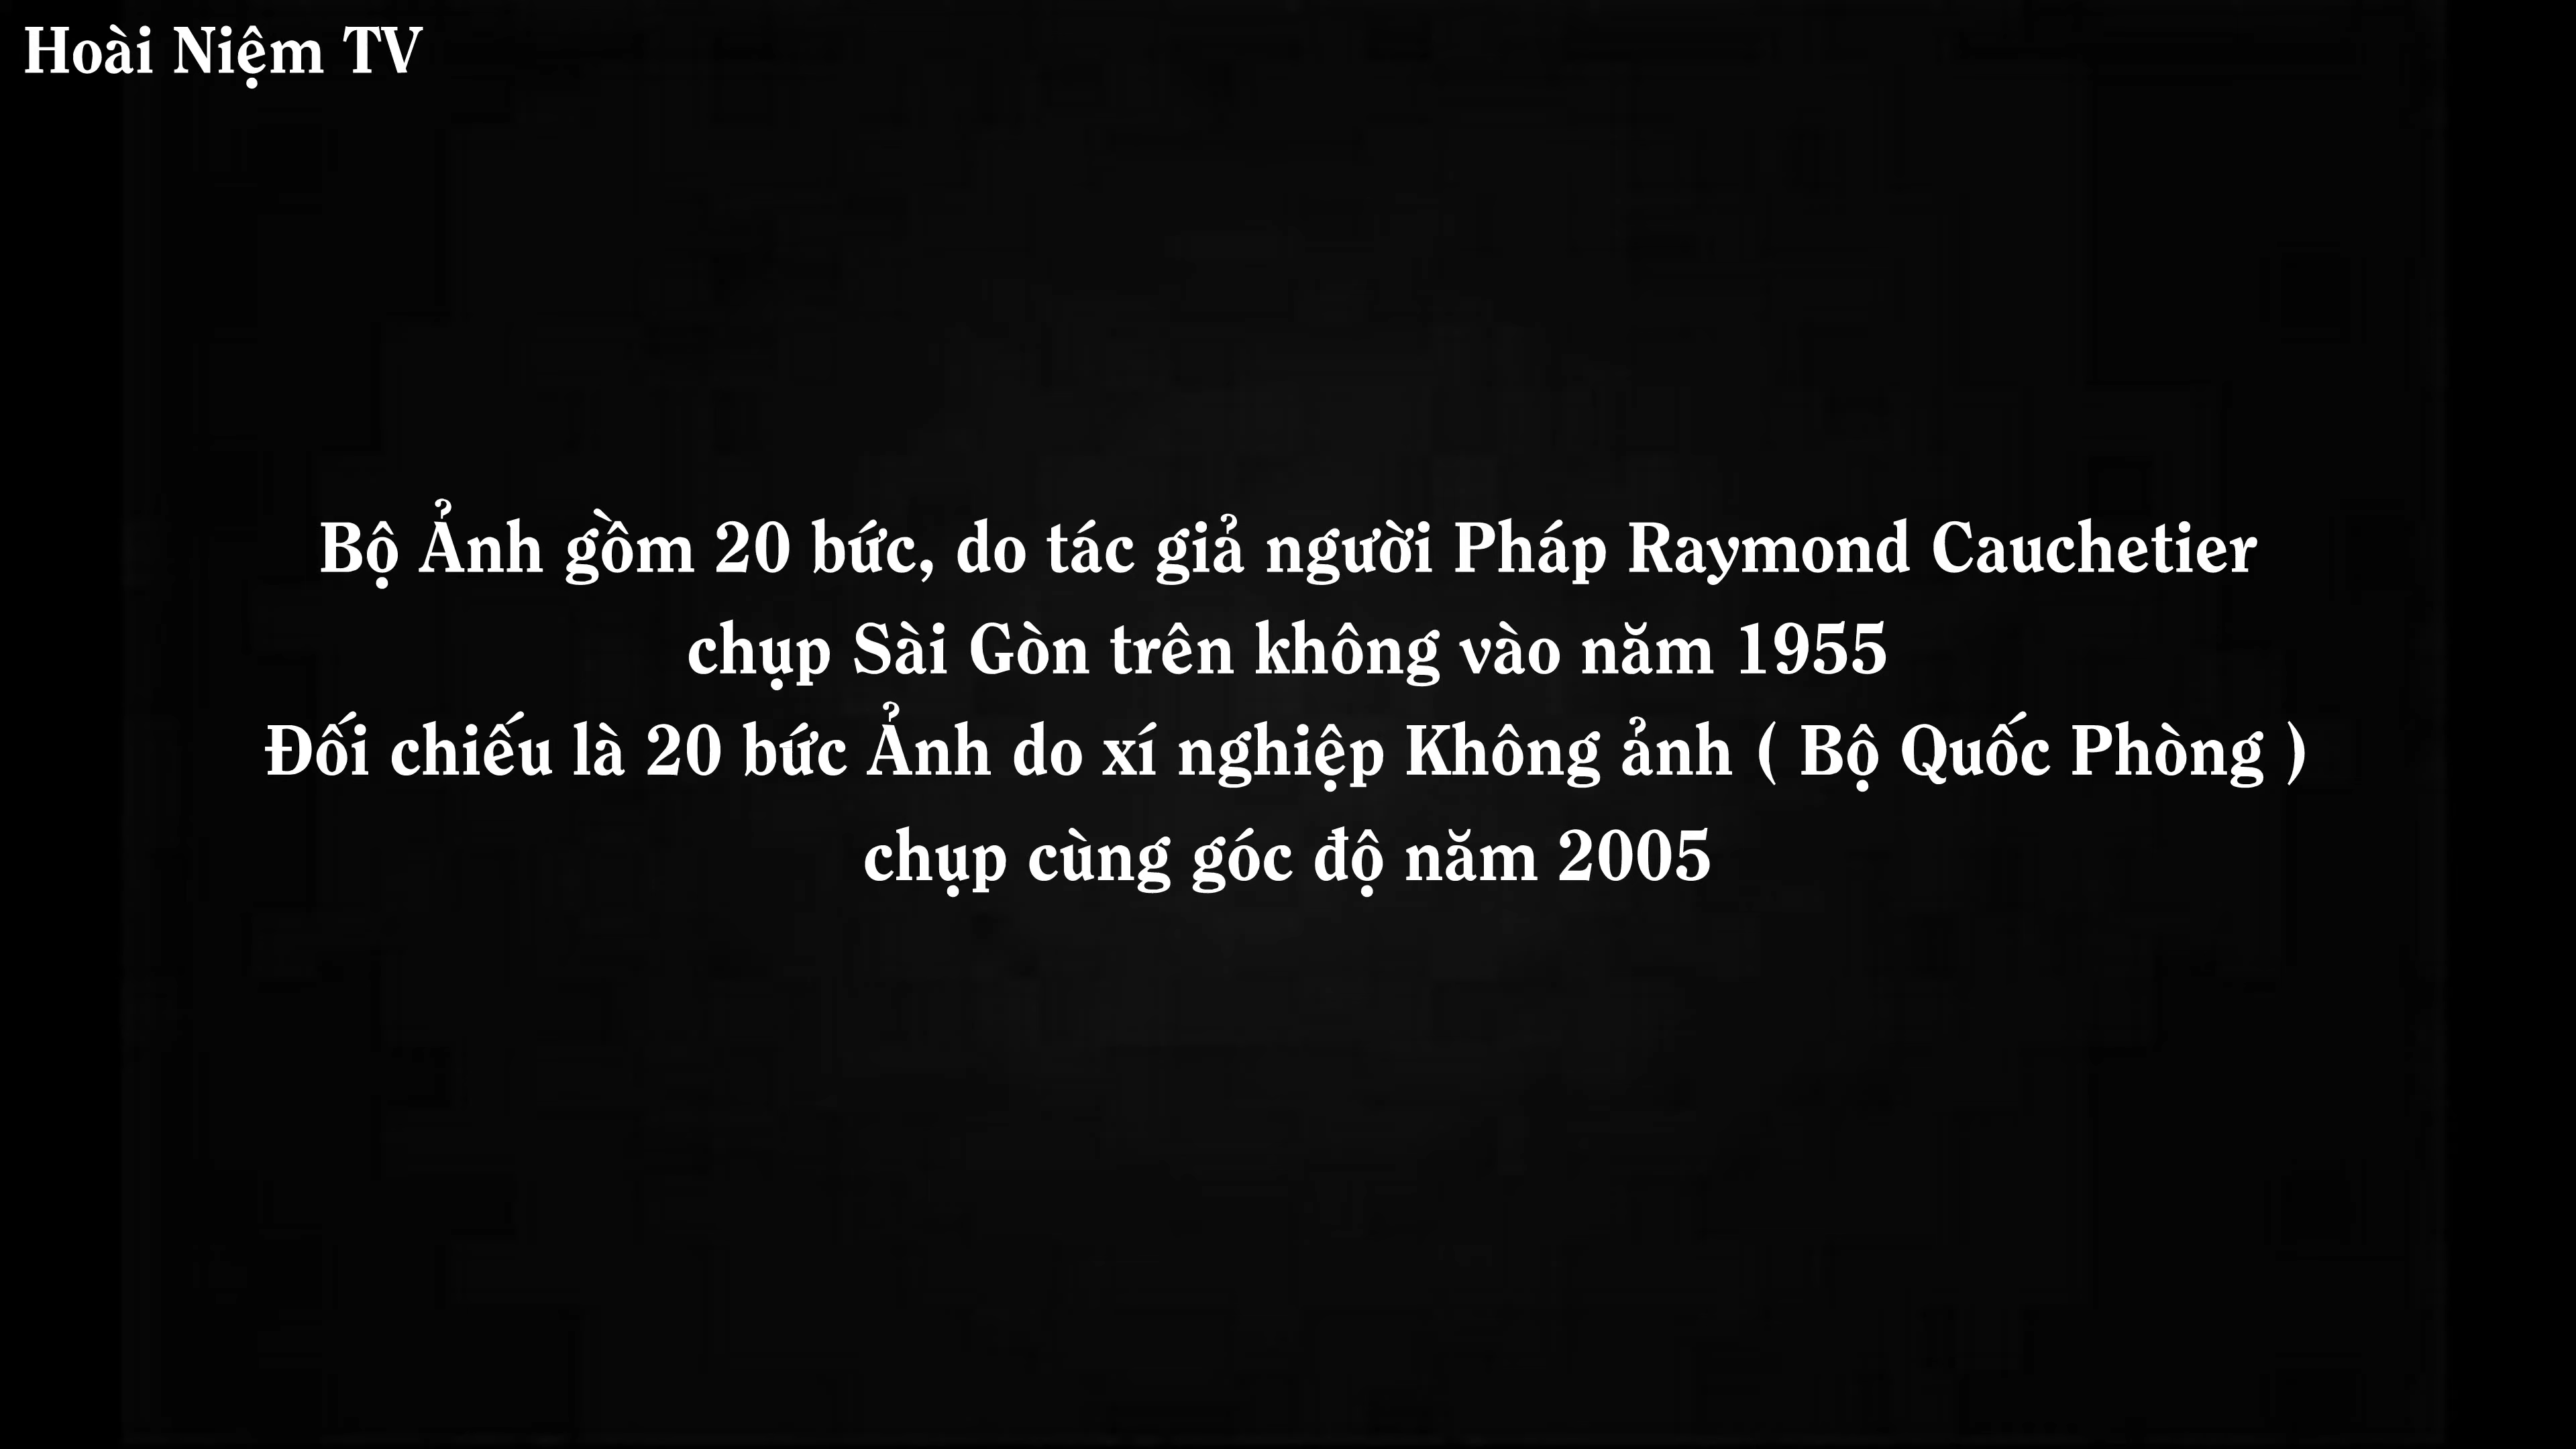 Hoài Niệm TV
Bộ Ảnh gồm 20 bức, do tác giả người Pháp Raymond Cauchetier
chụp Sài Gòn trên không vào năm 1955
Đối chiếu là 20 bức Ảnh do xí nghiệp Không ảnh ( Bộ Quốc Phòng )
chụp cùng góc độ năm 2005